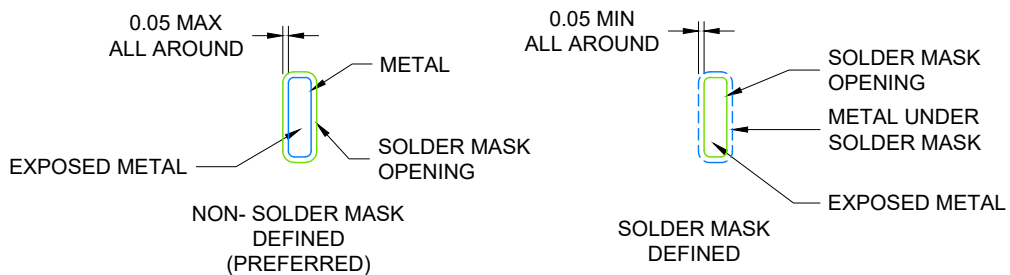 0.05 MAX
ALL AROUND
METAL
EXPOSED METAL
SOLDER MASK
OPENING
NON- SOLDER MASK
DEFINED
(PREFERRED)
0.05 MIN
ALL AROUND
SOLDER MASK
OPENING
METAL UNDER
SOLDER MASK
EXPOSED METAL
SOLDER MASK
DEFINED